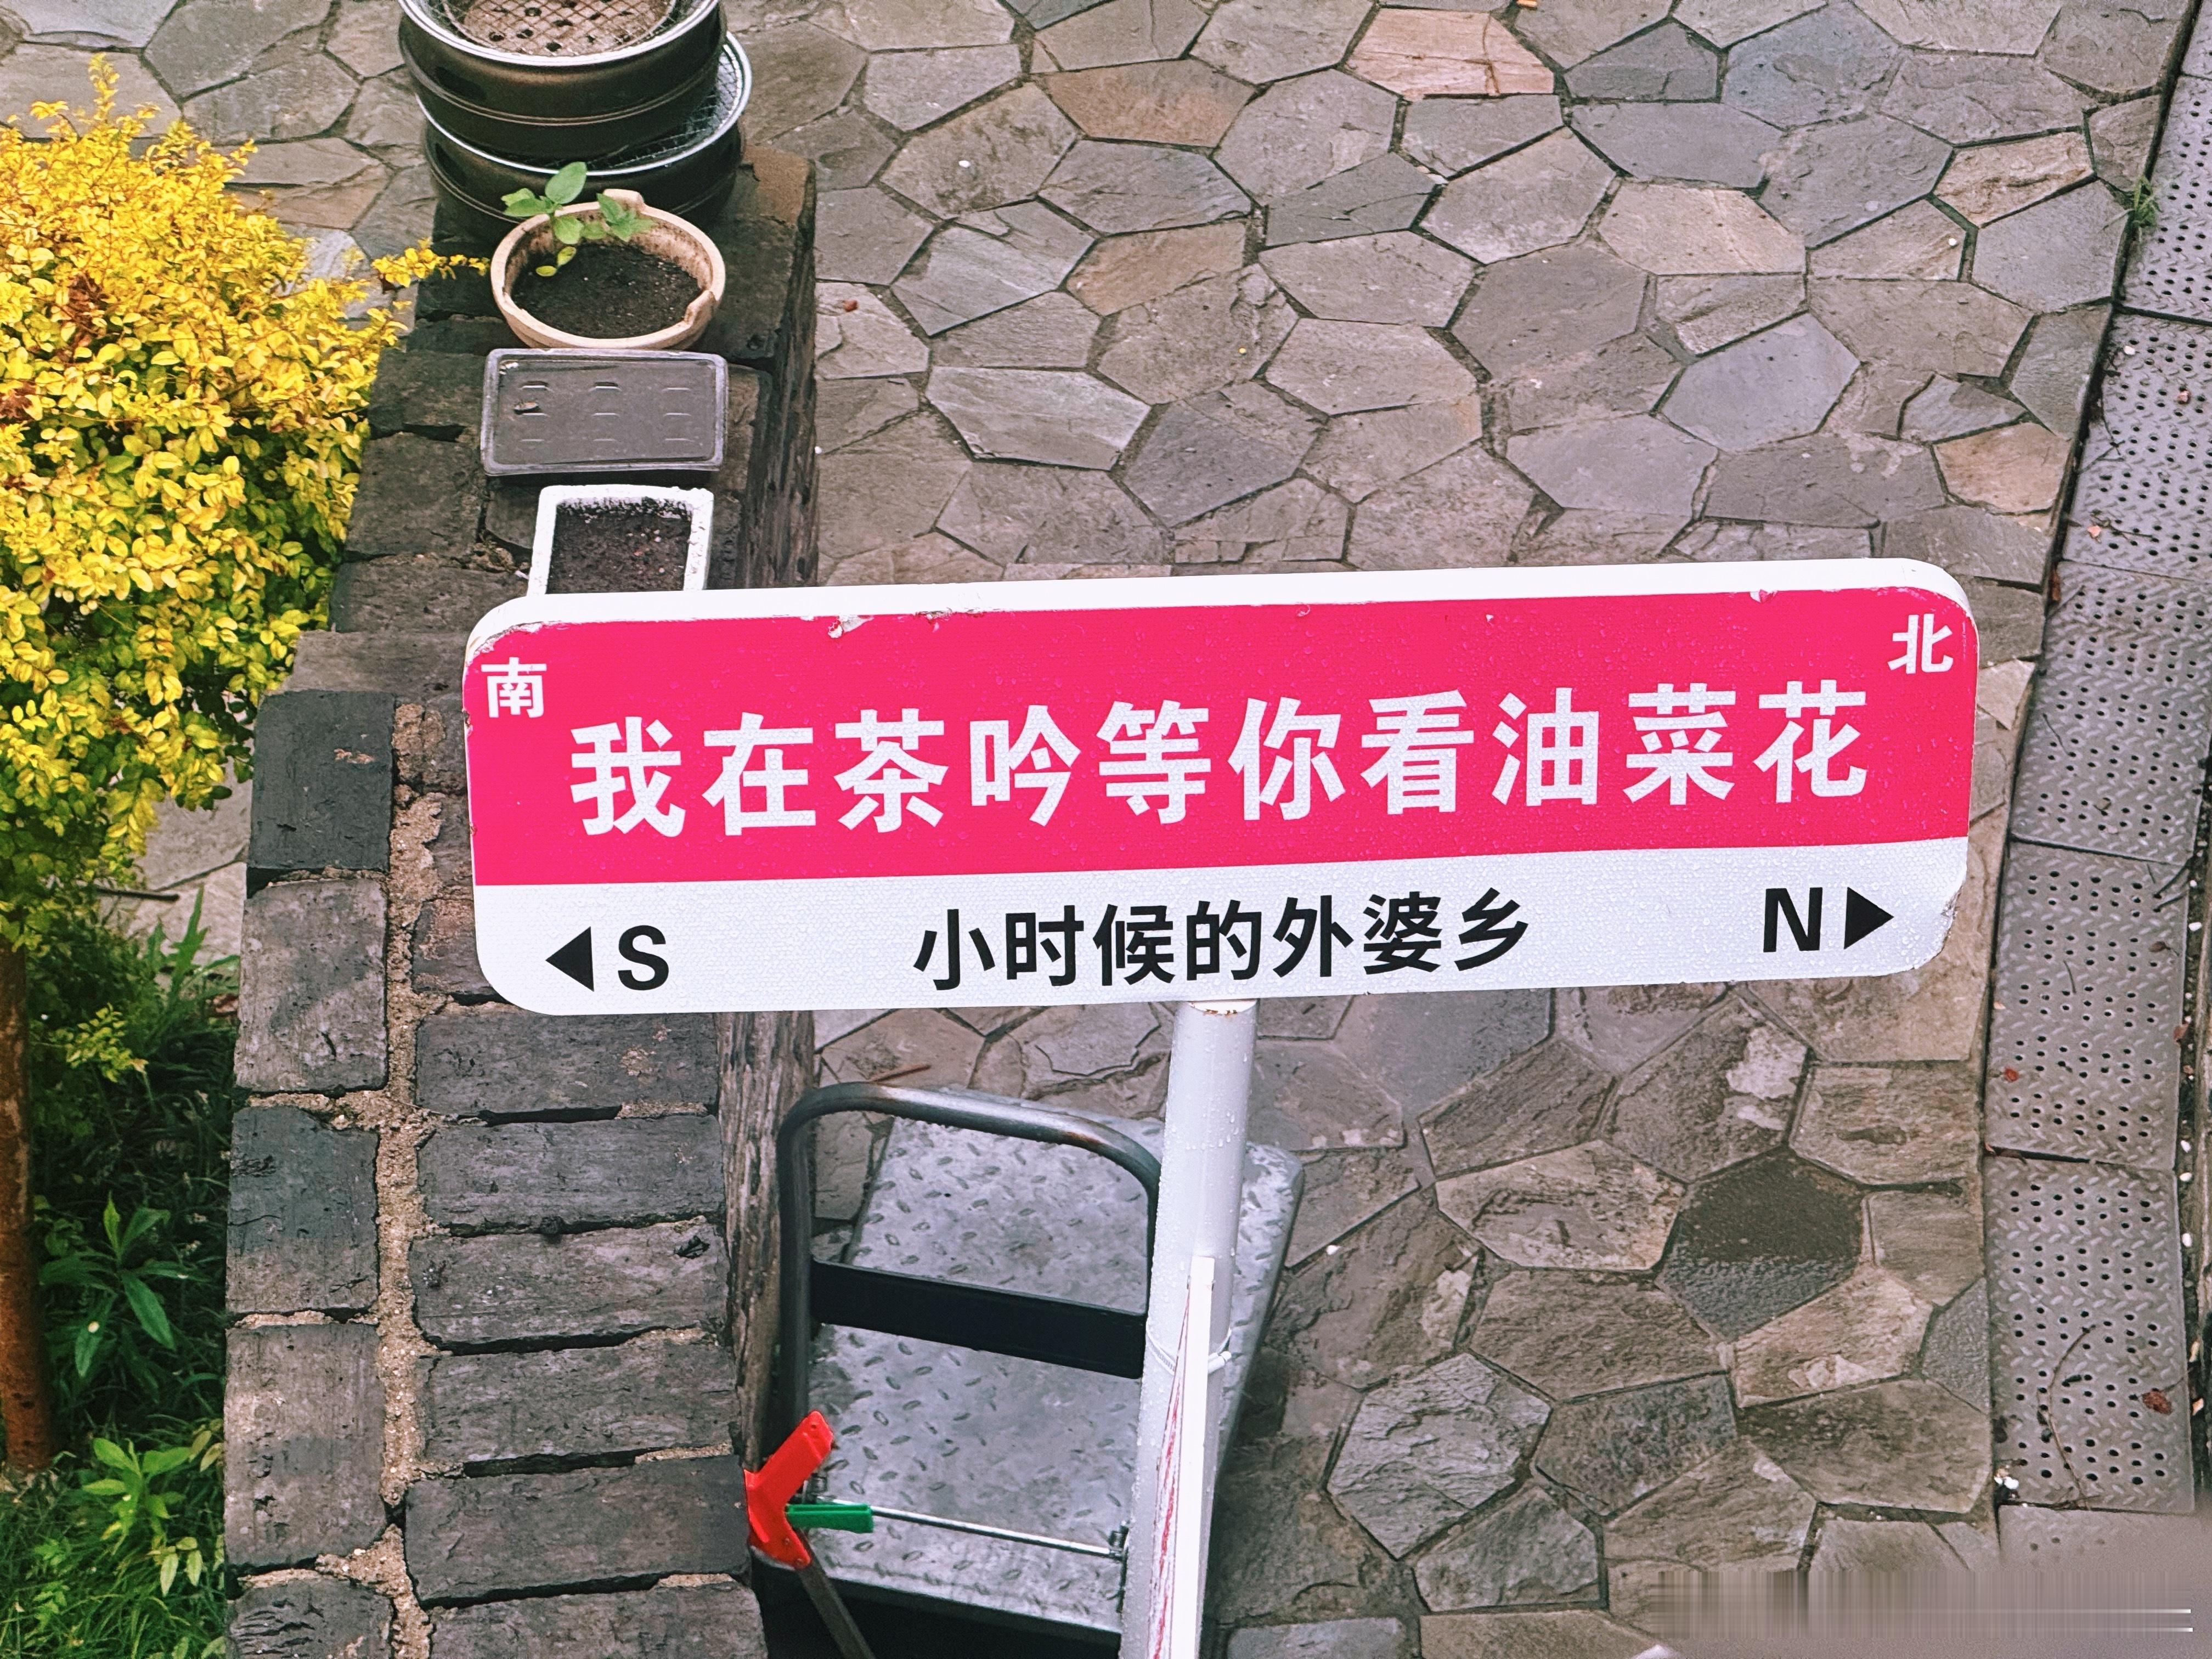 南 北
我在茶吟等你看油菜花
◀S 小时候的外婆乡 N▶